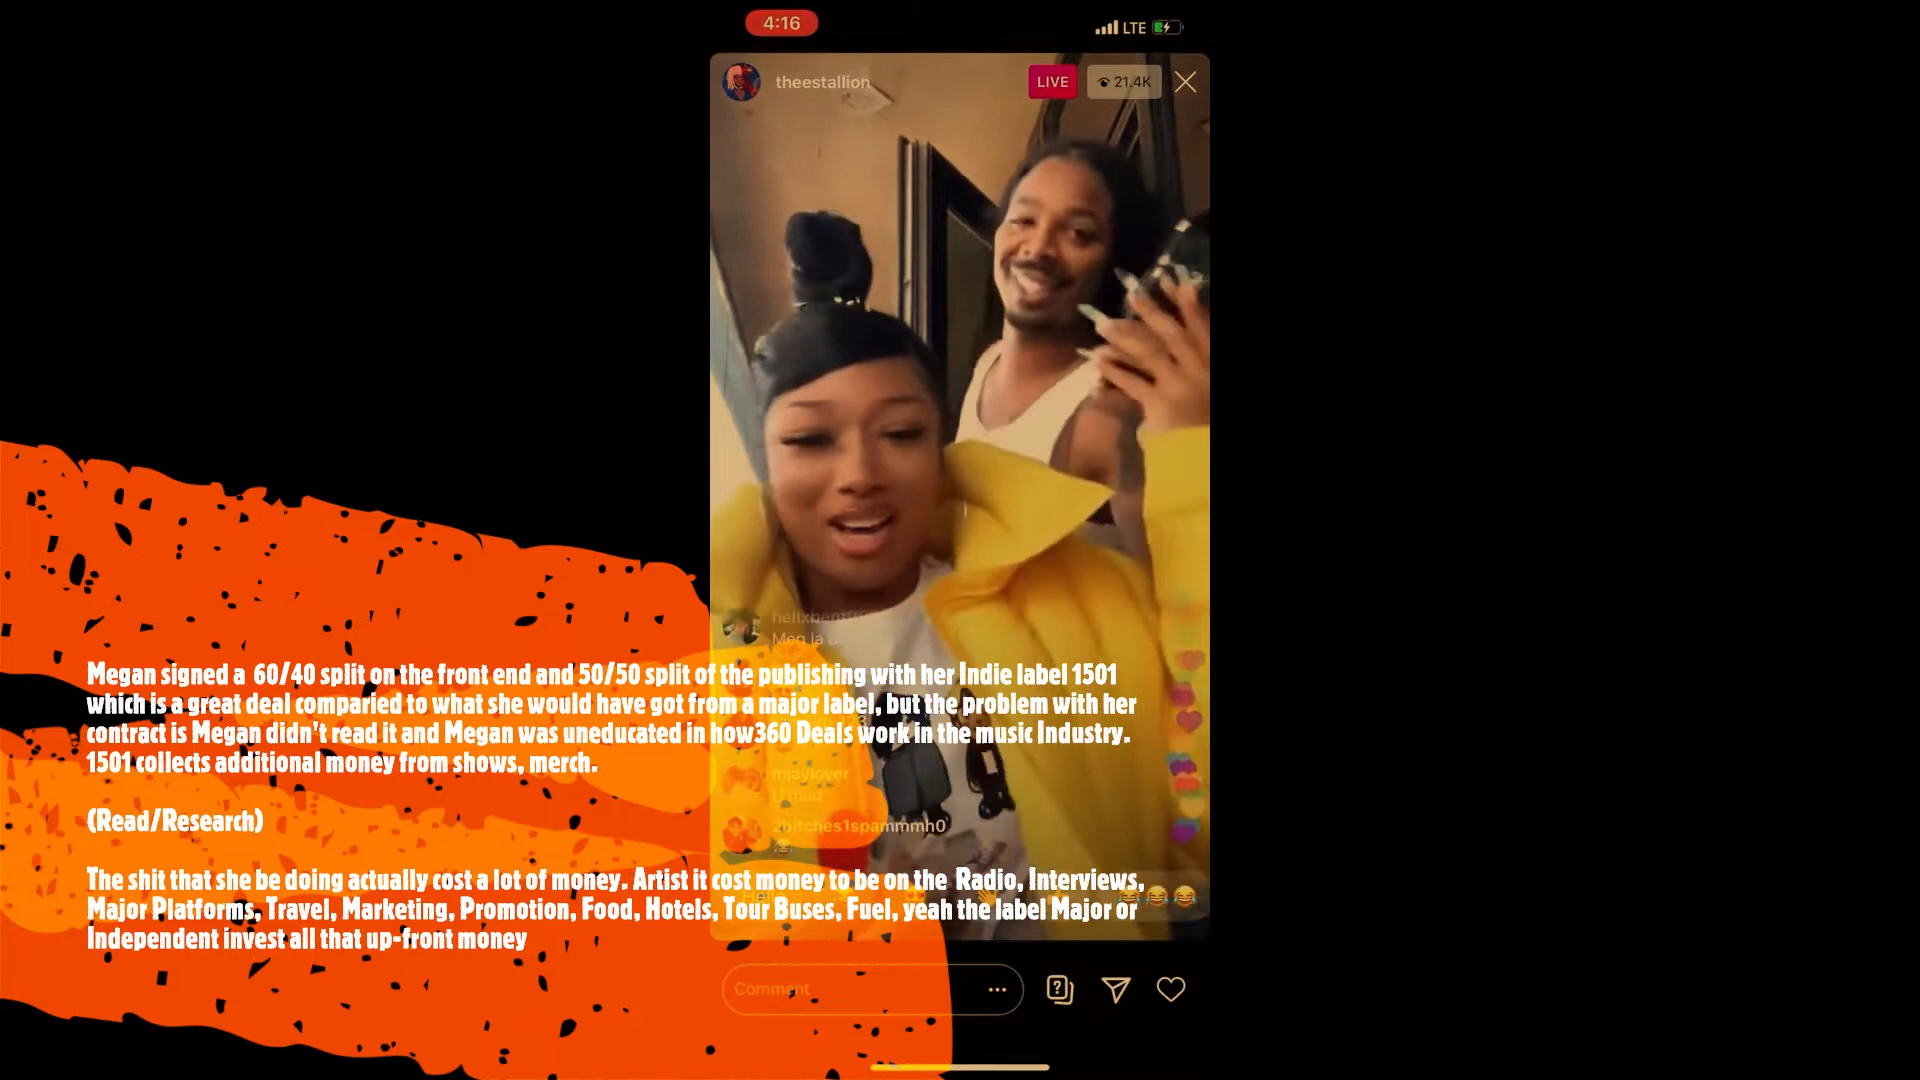 4:16
LTE
theestallion
LIVE
21.4K
Meg la
Megan signed a 60/40 split on the front end and 50/50 split of the publishing with her Indie label 1501
which is a great deal comparied to what she would have got from a major label, but the problem with her
contract is Megan didn't read it and Megan was uneducated in how360 Deals work in the music Industry.
1501 collects additional money from shows, merch.
mjaylover
U mad
(Read/Research)
2bitches1spammmh0
The shit that she be doing actually cost a lot of money. Artist it cost money to be on the Radio, Interviews,
Major Platforms, Travel, Marketing, Promotion, Food, Hotels, Tour Buses, Fuel, yeah the label Major or
Independent invest all that up-front money
Comment